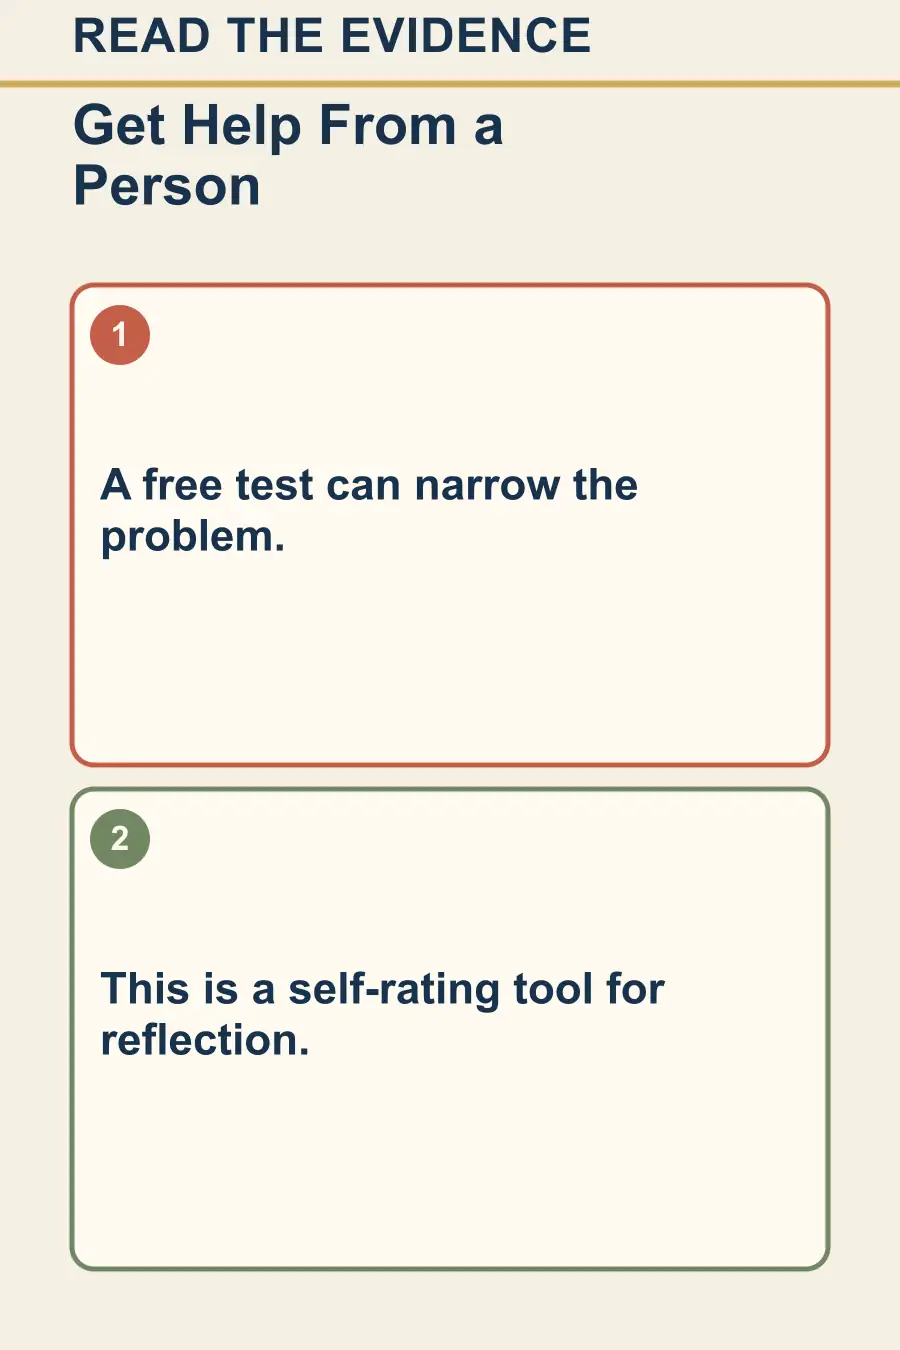 READ THE EVIDENCE
Get Help From a
Person
1
A free test can narrow the
problem.
2
This is a self-rating tool for
reflection.